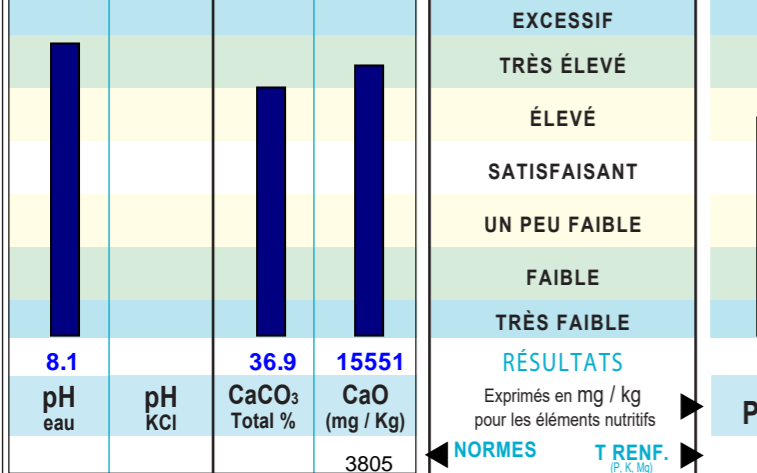 EXCESSIF
TRÈS ÉLEVÉ
ÉLEVÉ
SATISFAISANT
UN PEU FAIBLE
FAIBLE
TRÈS FAIBLE
8.1 36.9 15551 RÉSULTATS
pH eau
pH KCl
CaCO₃ Total %
CaO (mg / Kg)
Exprimés en mg / kg
pour les éléments nutritifs
P
3805
NORMES T RENF.
(P, K, Mg)